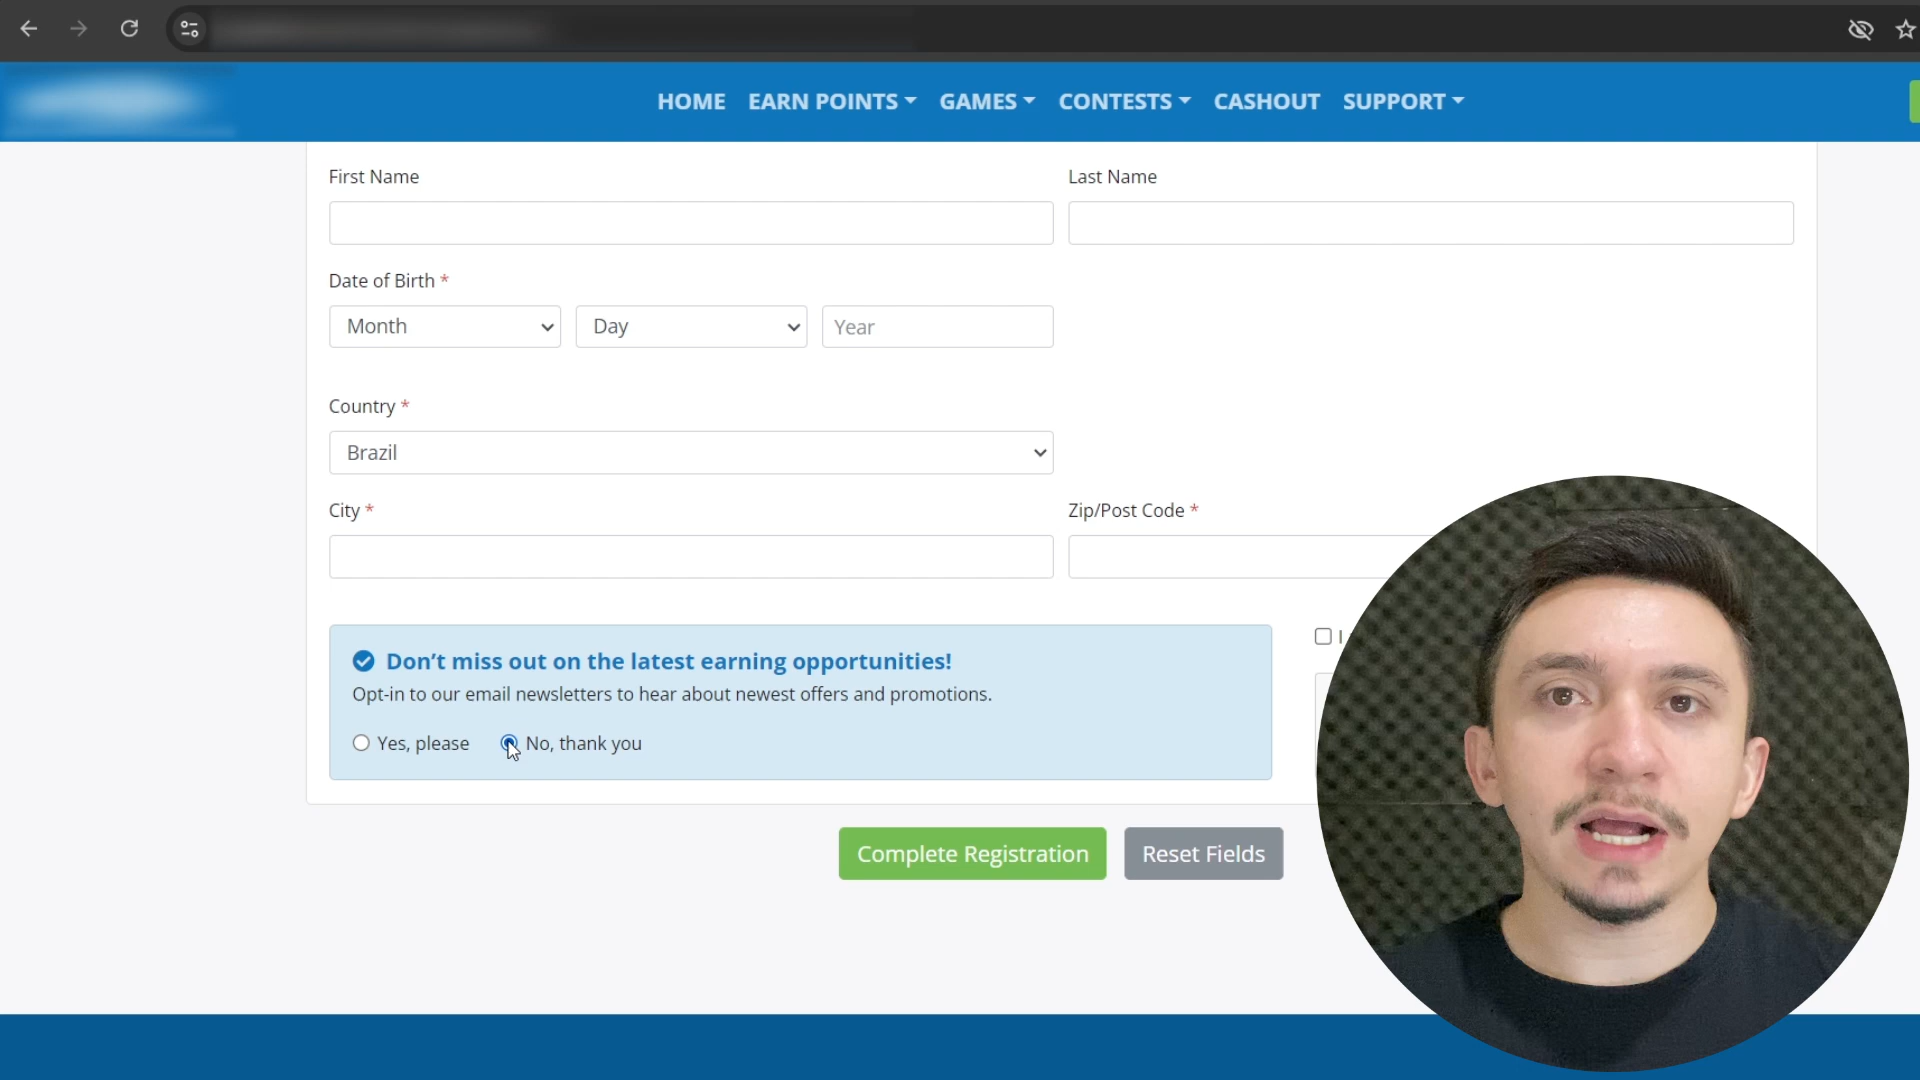 HOME EARN POINTS GAMES CONTESTS CASHOUT SUPPORT
First Name Last Name
Date of Birth *
Month Day Year
Country *
Brazil
City * Zip/Post Code *
Don't miss out on the latest earning opportunities!
Opt-in to our email newsletters to hear about newest offers and promotions.
Yes, please No, thank you
I
Complete Registration Reset Fields